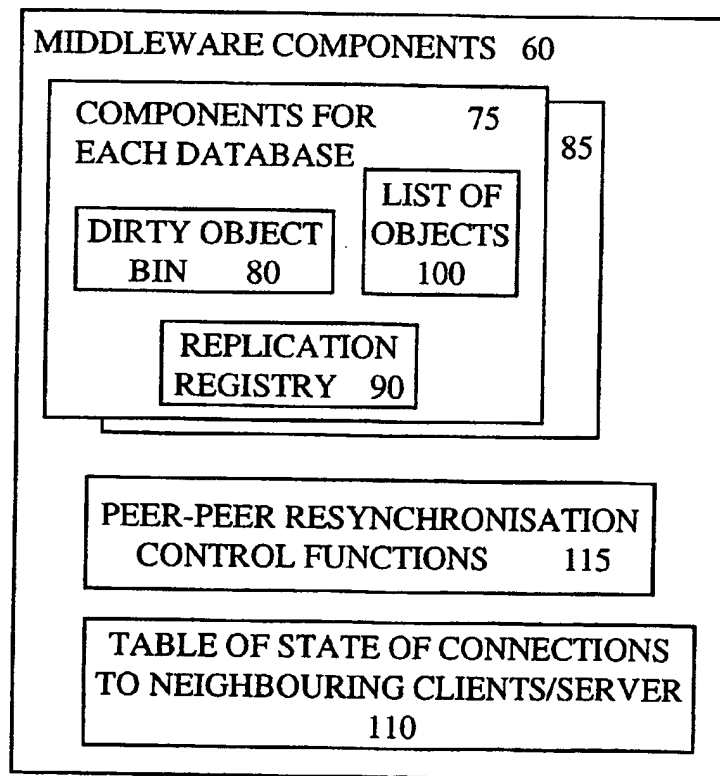 MIDDLEWARE COMPONENTS 60
COMPONENTS FOR 75
EACH DATABASE
85
LIST OF
OBJECTS
100
DIRTY OBJECT
BIN 80
REPLICATION
REGISTRY 90
PEER-PEER RESYNCHRONISATION
CONTROL FUNCTIONS 115
TABLE OF STATE OF CONNECTIONS
TO NEIGHBOURING CLIENTS/SERVER
110